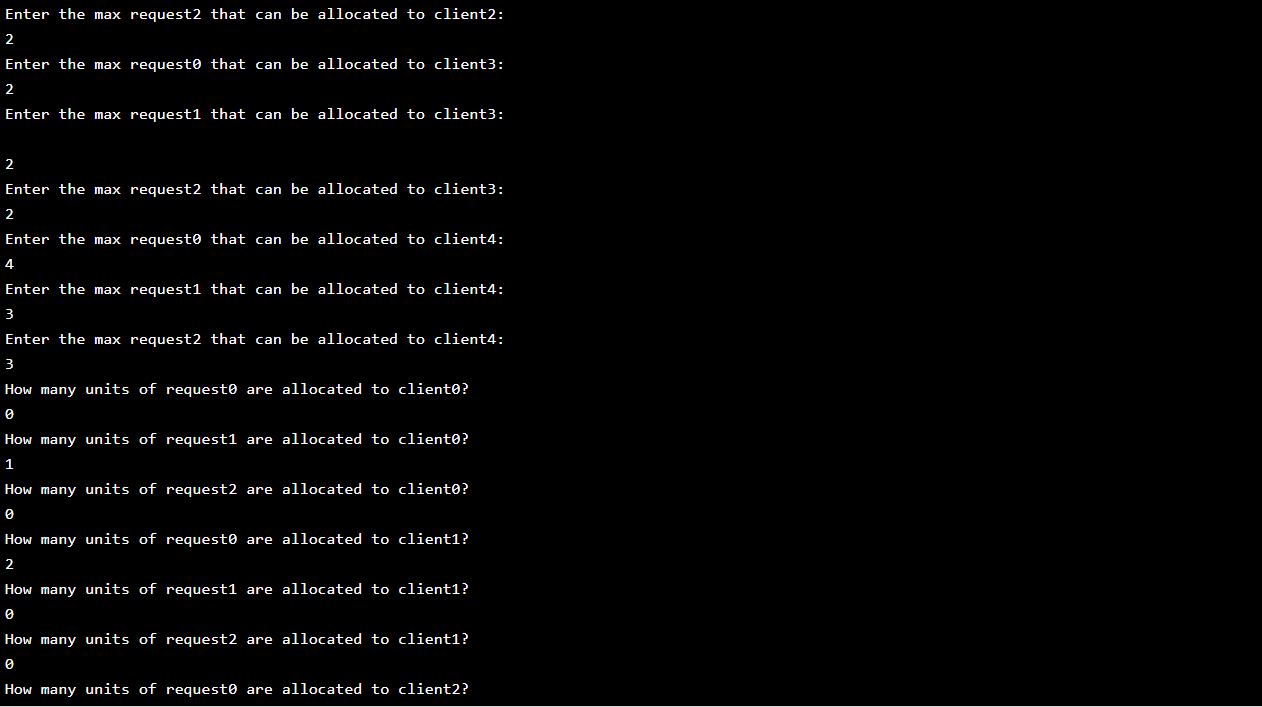 Enter the max request2 that can be allocated to client2:
2
Enter the max request0 that can be allocated to client3:
2
Enter the max request1 that can be allocated to client3:

2
Enter the max request2 that can be allocated to client3:
2
Enter the max request0 that can be allocated to client4:
4
Enter the max request1 that can be allocated to client4:
3
Enter the max request2 that can be allocated to client4:
3
How many units of request0 are allocated to client0?
0
How many units of request1 are allocated to client0?
1
How many units of request2 are allocated to client0?
0
How many units of request0 are allocated to client1?
2
How many units of request1 are allocated to client1?
0
How many units of request2 are allocated to client1?
0
How many units of request0 are allocated to client2?